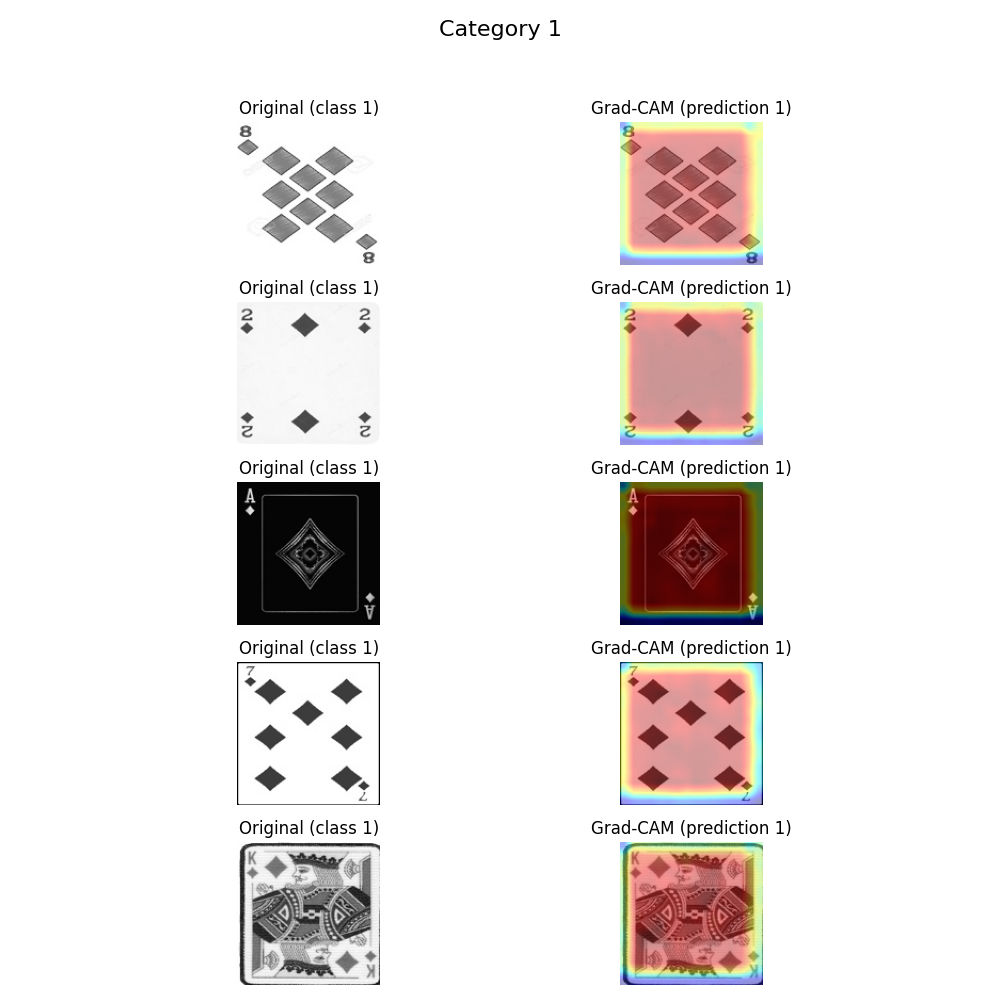 Category 1
Original (class 1) Grad-CAM (prediction 1)
8 8
8 8
Original (class 1) Grad-CAM (prediction 1)
2 2 2 2
2 2 2 2
Original (class 1) Grad-CAM (prediction 1)
A A
A A
Original (class 1) Grad-CAM (prediction 1)
7 7
7 7
Original (class 1) Grad-CAM (prediction 1)
K K
K K